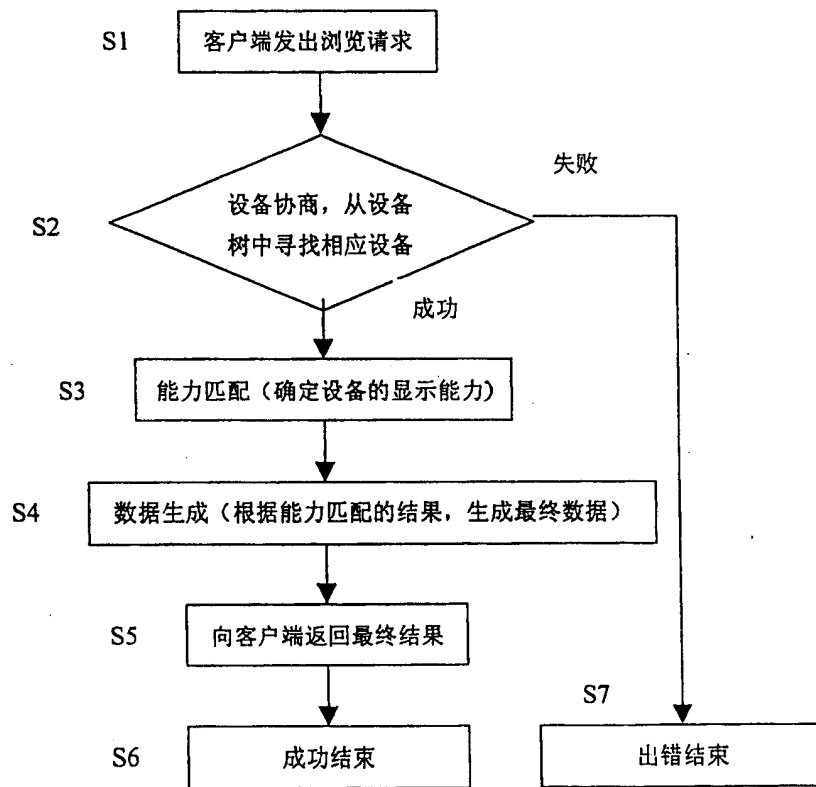 S1
客户端发出浏览请求
失败
S2
设备协商，从设备
树中寻找相应设备
成功
S3
能力匹配（确定设备的显示能力）
S4
数据生成（根据能力匹配的结果，生成最终数据）
S5
向客户端返回最终结果
S7
S6
成功结束
出错结束